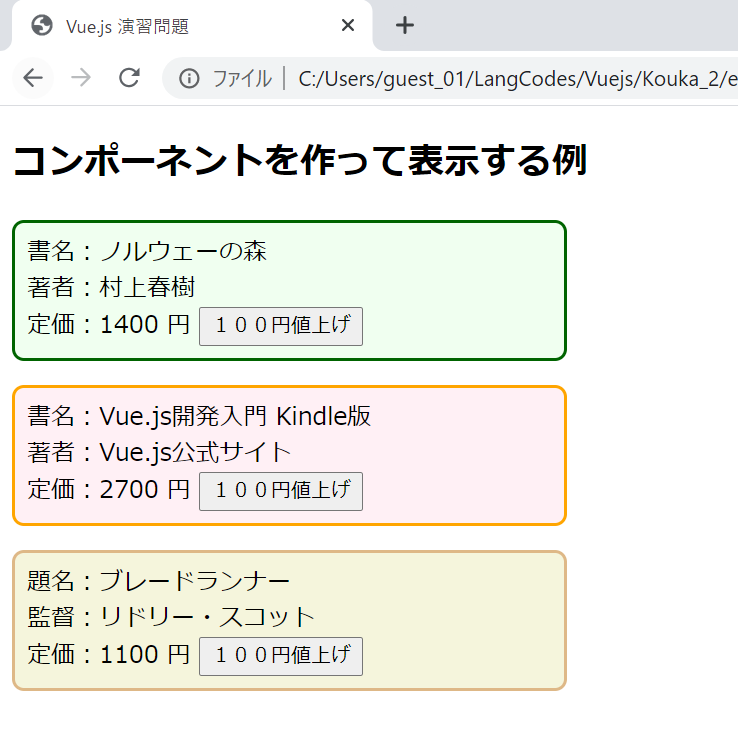 Vue.js 演習問題
ファイル | C:/Users/guest_01/LangCodes/Vuejs/Kouka_2/e
コンポーネントを作って表示する例
書名：ノルウェーの森
著者：村上春樹
定価：1400 円 １００円値上げ
書名：Vue.js開発入門 Kindle版
著者：Vue.js公式サイト
定価：2700 円 １００円値上げ
題名：ブレードランナー
監督：リドリー・スコット
定価：1100 円 １００円値上げ